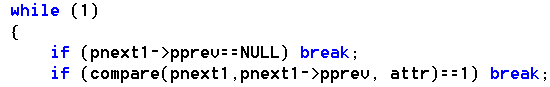 while (1)
{
if (pnext1->pprev==NULL) break;
if (compare(pnext1,pnext1->pprev, attr)==1) break;